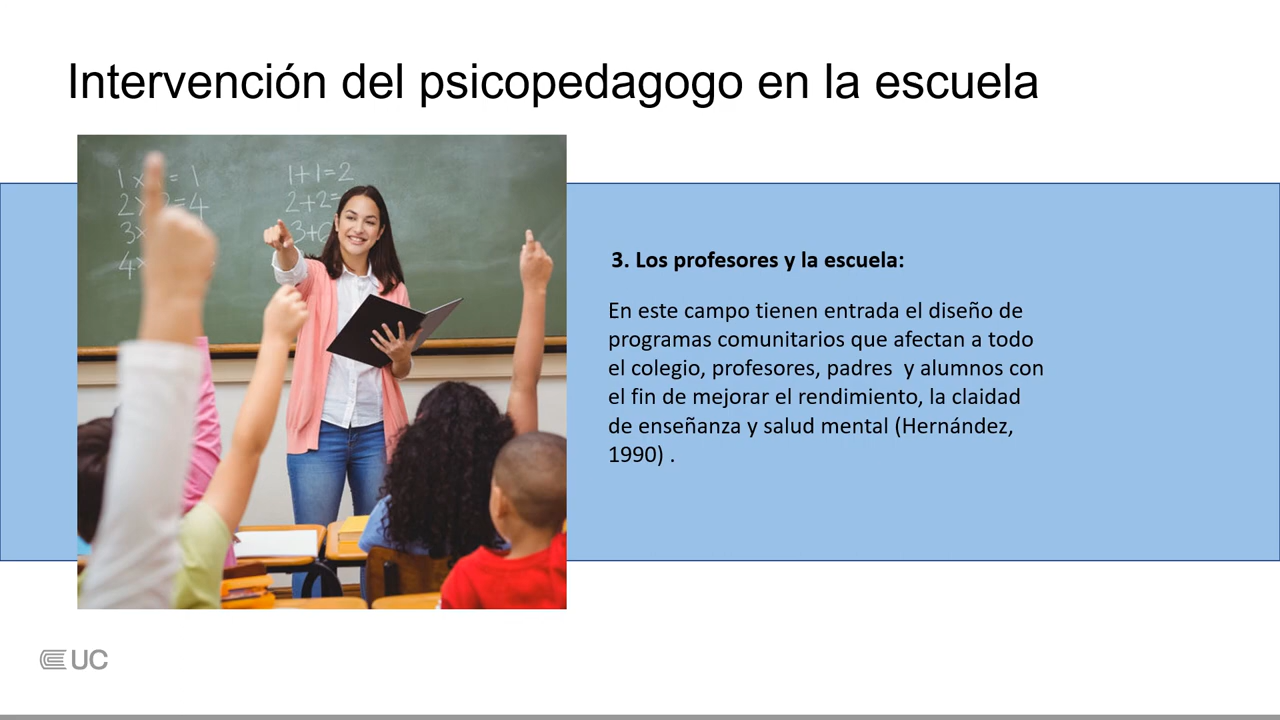 Intervención del psicopedagogo en la escuela
1+1=2
2+2=
3. Los profesores y la escuela:
En este campo tienen entrada el diseño de
programas comunitarios que afectan a todo
el colegio, profesores, padres y alumnos con
el fin de mejorar el rendimiento, la claidad
de enseñanza y salud mental (Hernández,
1990) .
UC